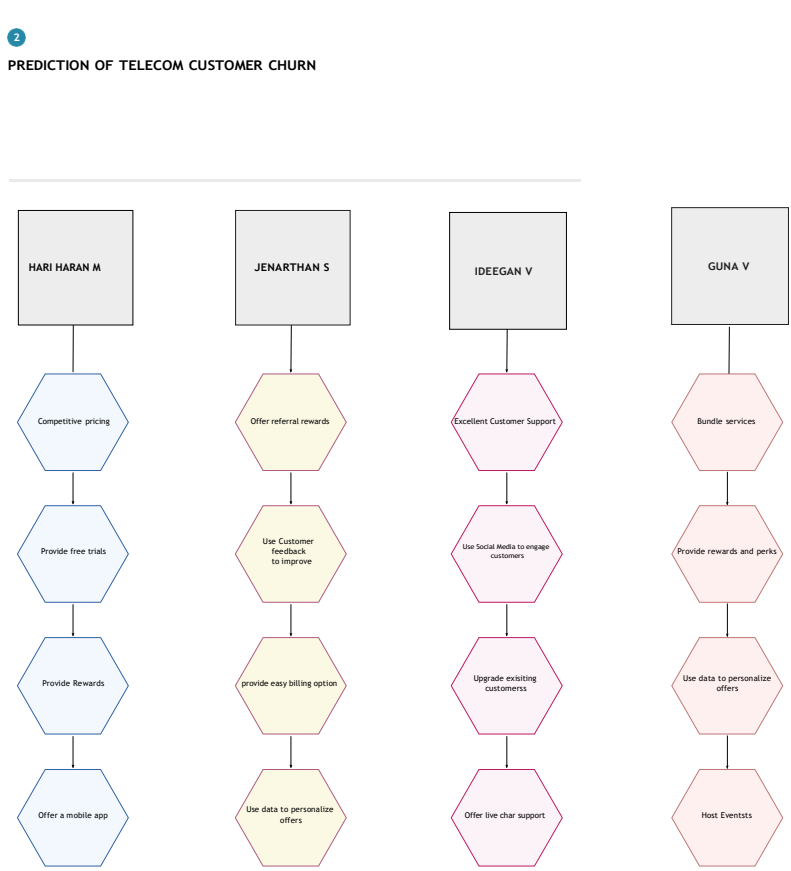 2
PREDICTION OF TELECOM CUSTOMER CHURN
HARI HARAN M
JENARTHAN S
IDEEGAN V
GUNA V
Competitive pricing
Offer referral rewards
Excellent Customer Support
Bundle services
Provide free trials
Use Customer
feedback
to improve
Use Social Media to engage
customers
Provide rewards and perks
Provide Rewards
provide easy billing option
Upgrade exisiting
customerss
Use data to personalize
offers
Offer a mobile app
Use data to personalize
offers
Offer live char support
Host Eventsts